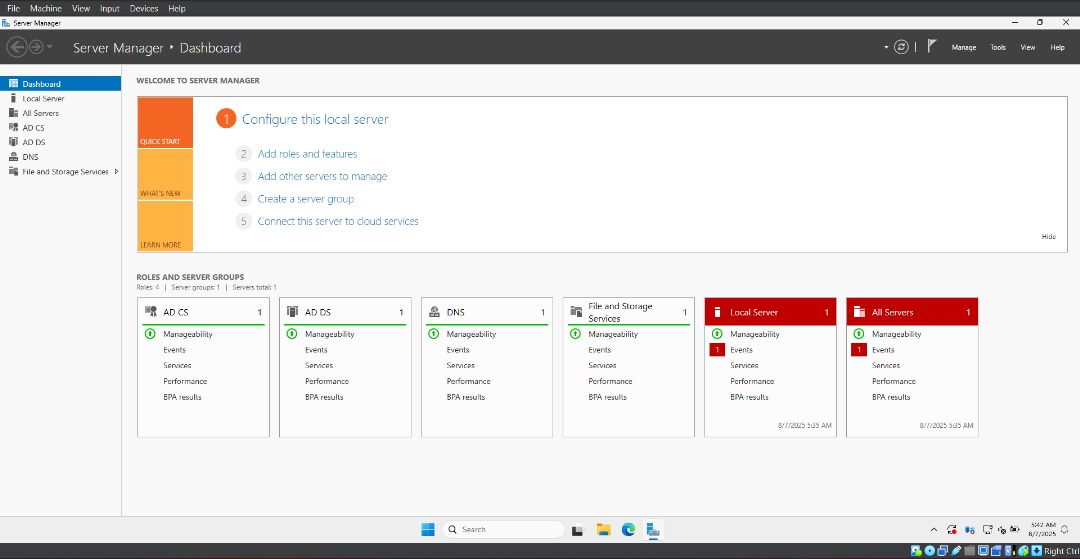 File Machine View Input Devices Help
Server Manager
Server Manager • Dashboard
Manage Tools View Help
Dashboard
Local Server
All Servers
AD CS
AD DS
DNS
File and Storage Services
WELCOME TO SERVER MANAGER
QUICK START
WHAT'S NEW
LEARN MORE
1 Configure this local server
2 Add roles and features
3 Add other servers to manage
4 Create a server group
5 Connect this server to cloud services
Hide
ROLES AND SERVER GROUPS
Roles: 4 | Server groups: 1 | Servers total: 1
AD CS 1
Manageability
Events
Services
Performance
BPA results
AD DS 1
Manageability
Events
Services
Performance
BPA results
DNS 1
Manageability
Events
Services
Performance
BPA results
File and Storage
Services 1
Manageability
Events
Services
Performance
BPA results
Local Server 1
Manageability
1 Events
Services
Performance
BPA results
8/7/2025 5:35 AM
All Servers 1
Manageability
1 Events
Services
Performance
BPA results
8/7/2025 5:35 AM
Search
5:42 AM
8/7/2025
Right Ctrl